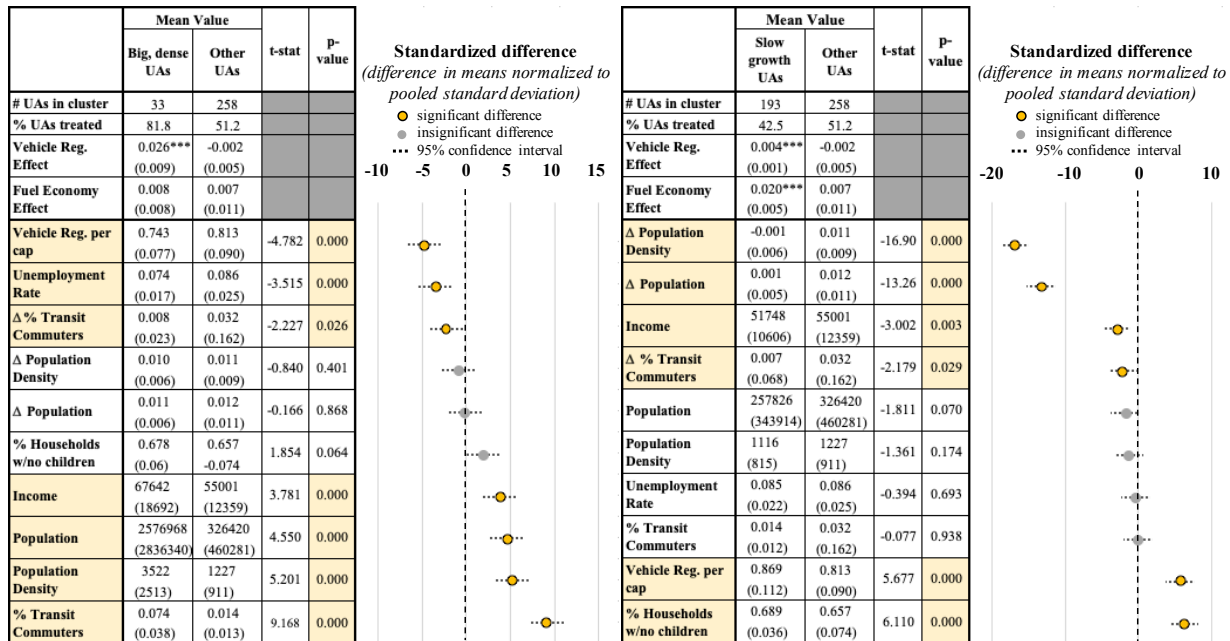 Mean Value
Big, dense UAs Other UAs t-stat p-value
# UAs in cluster 33 258
% UAs treated 81.8 51.2
Vehicle Reg. Effect 0.026*** -0.002
(0.009) (0.005)
Fuel Economy Effect 0.008 0.007
(0.008) (0.011)
Vehicle Reg. per cap 0.743 0.813 -4.782 0.000
(0.077) (0.090)
Unemployment Rate 0.074 0.086 -3.515 0.000
(0.017) (0.025)
Δ % Transit Commuters 0.008 0.032 -2.227 0.026
(0.023) (0.162)
Δ Population Density 0.010 0.011 -0.840 0.401
(0.006) (0.009)
Δ Population 0.011 0.012 -0.166 0.868
(0.006) (0.011)
% Households w/no children 0.678 0.657 1.854 0.064
(0.06) -0.074
Income 67642 55001 3.781 0.000
(18692) (12359)
Population 2576968 326420 4.550 0.000
(2836340) (460281)
Population Density 3522 1227 5.201 0.000
(2513) (911)
% Transit Commuters 0.074 0.014 9.168 0.000
(0.038) (0.013)
Standardized difference
(difference in means normalized to
pooled standard deviation)
significant difference
insignificant difference
95% confidence interval
-10 -5 0 5 10 15
Mean Value
Slow growth UAs Other UAs t-stat p-value
# UAs in cluster 193 258
% UAs treated 42.5 51.2
Vehicle Reg. Effect 0.004*** -0.002
(0.001) (0.005)
Fuel Economy Effect 0.020*** 0.007
(0.005) (0.011)
Δ Population Density -0.001 0.011 -16.90 0.000
(0.006) (0.009)
Δ Population 0.001 0.012 -13.26 0.000
(0.005) (0.011)
Income 51748 55001 -3.002 0.003
(10606) (12359)
Δ % Transit Commuters 0.007 0.032 -2.179 0.029
(0.068) (0.162)
Population 257826 326420 -1.811 0.070
(343914) (460281)
Population Density 1116 1227 -1.361 0.174
(815) (911)
Unemployment Rate 0.085 0.086 -0.394 0.693
(0.022) (0.025)
% Transit Commuters 0.014 0.032 -0.077 0.938
(0.012) (0.162)
Vehicle Reg. per cap 0.869 0.813 5.677 0.000
(0.112) (0.090)
% Households w/no children 0.689 0.657 6.110 0.000
(0.036) (0.074)
Standardized difference
(difference in means normalized to
pooled standard deviation)
significant difference
insignificant difference
95% confidence interval
-20 -10 0 10